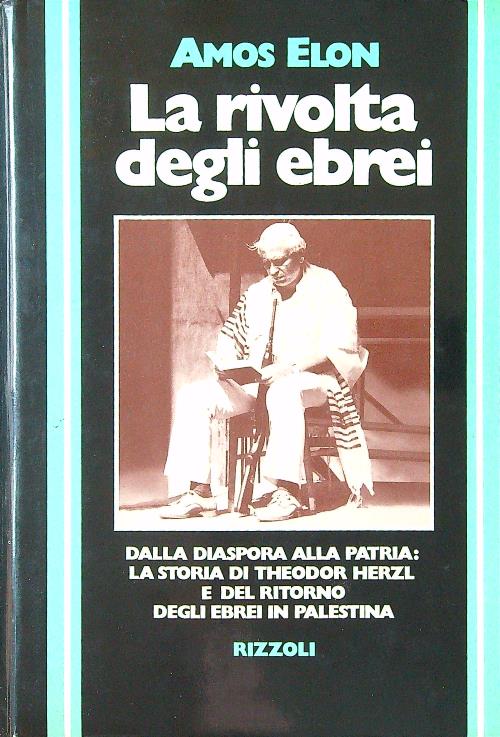 AMOS ELON
La rivolta
degli ebrei
DALLA DIASPORA ALLA PATRIA:
LA STORIA DI THEODOR HERZL
E DEL RITORNO
DEGLI EBREI IN PALESTINA
RIZZOLI